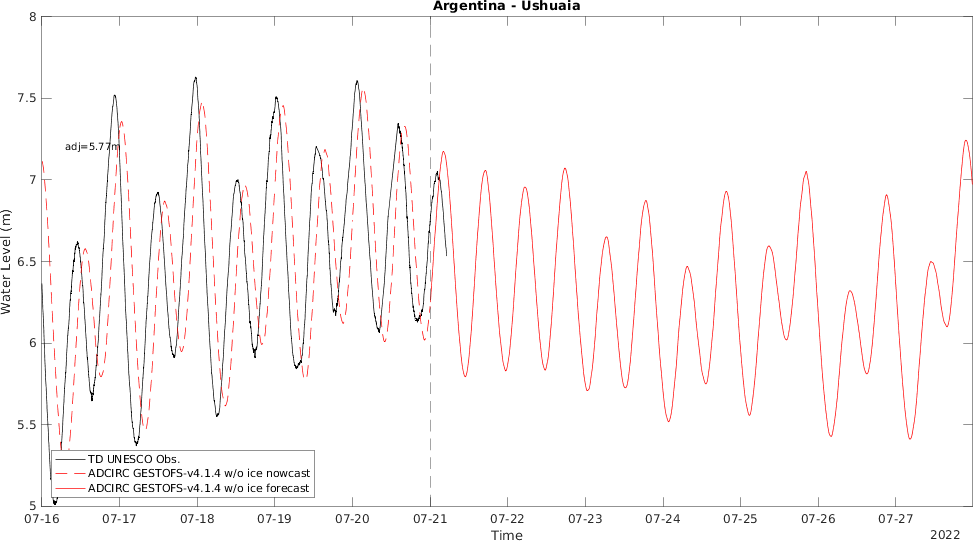 Argentina - Ushuaia
8
7.5
7
6.5
6
5.5
5
Water Level (m)
adj=5.77m
TD UNESCO Obs.
ADCIRC GESTOFS-v4.1.4 w/o ice nowcast
ADCIRC GESTOFS-v4.1.4 w/o ice forecast
07-16 07-17 07-18 07-19 07-20 07-21 07-22 07-23 07-24 07-25 07-26 07-27
Time
2022